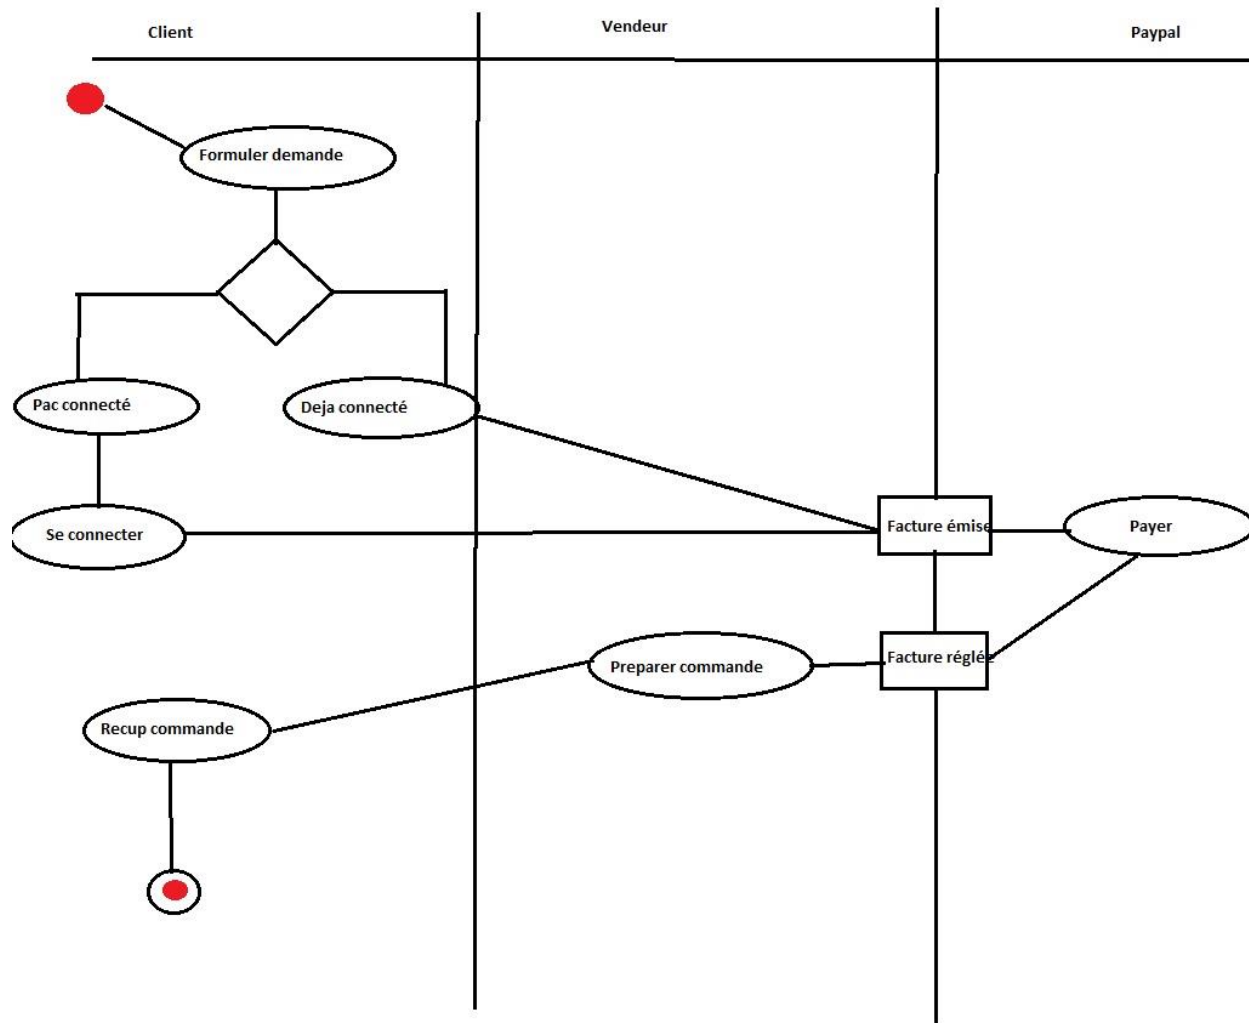 Client
Vendeur
Paypal
Formuler demande
Pac connecté
Deja connecté
Se connecter
Facture émise
Payer
Preparer commande
Facture réglée
Recup commande